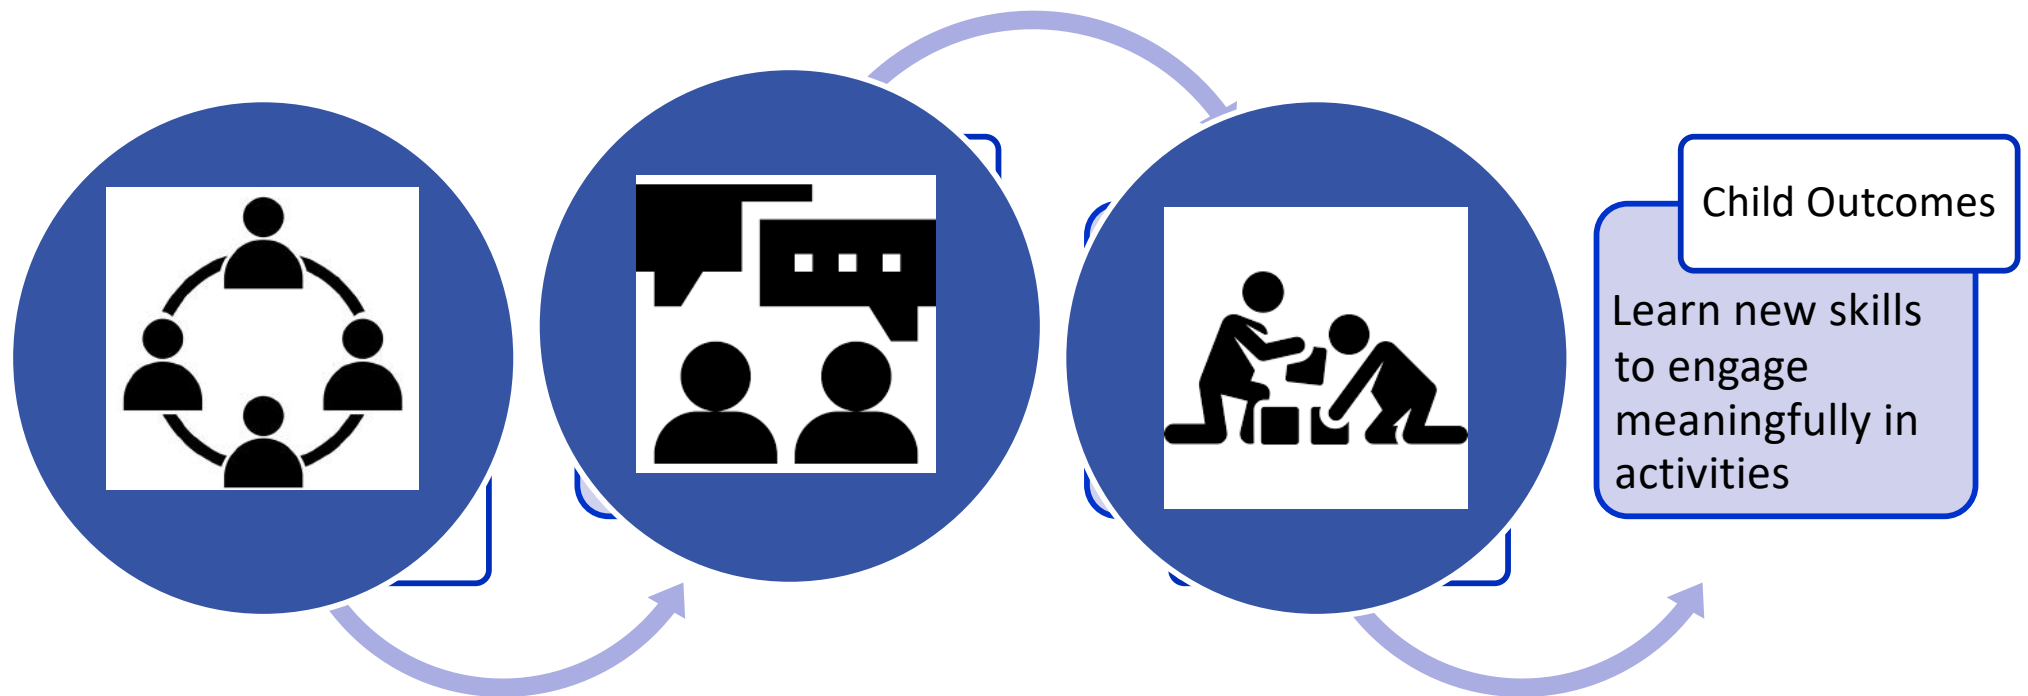 Child Outcomes
Learn new skills
to engage
meaningfully in
activities